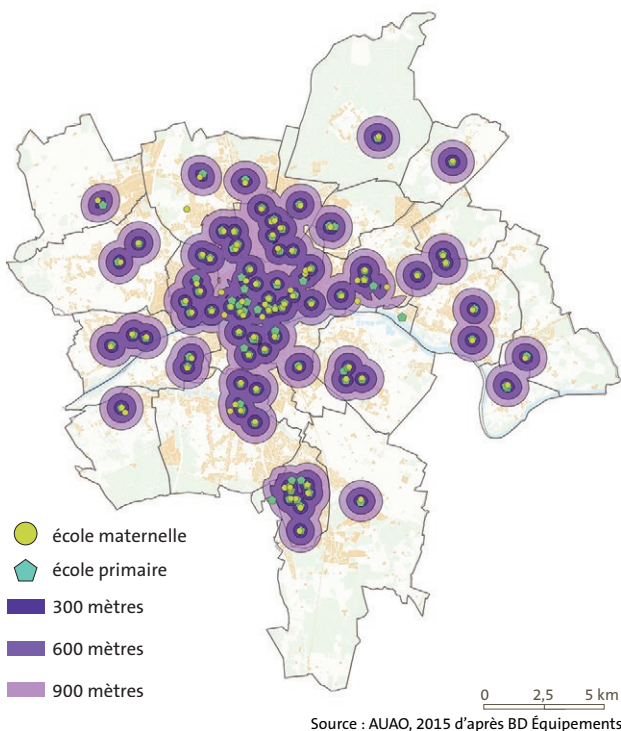 école maternelle
école primaire
300 mètres
600 mètres
900 mètres
0 2,5 5 km
Source : AUAO, 2015 d'après BD Équipements